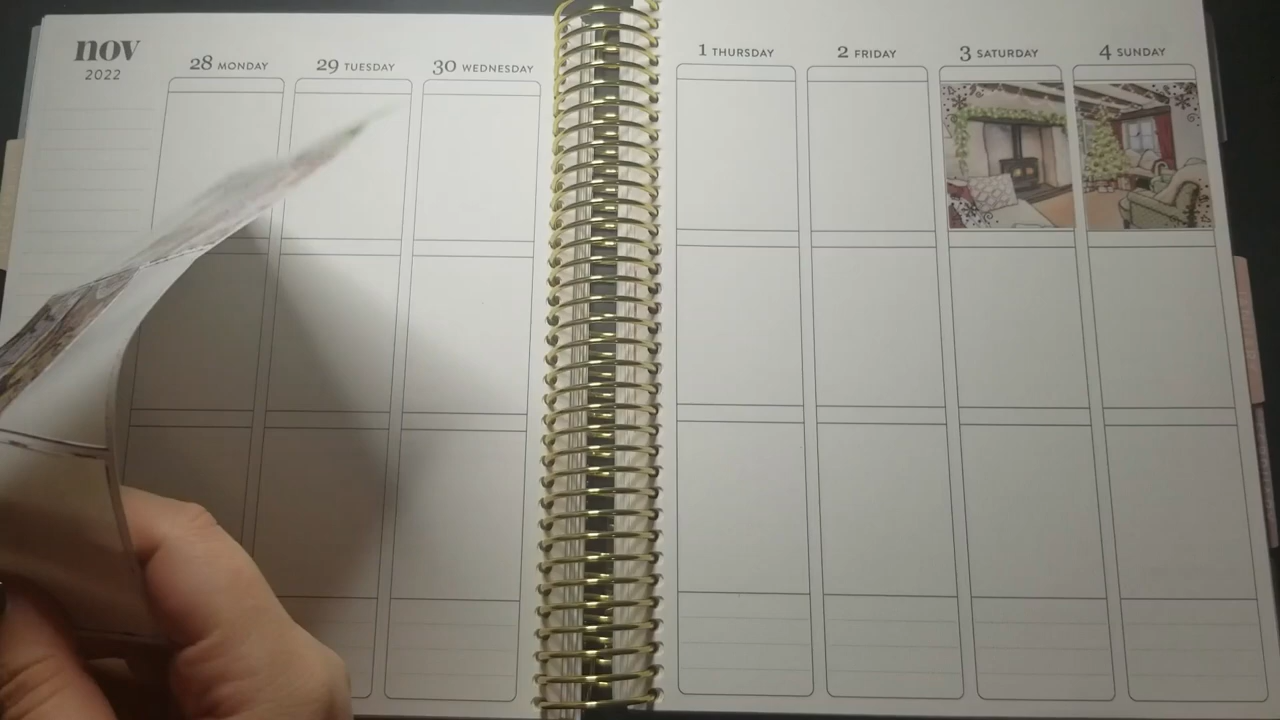 nov
2022
28 MONDAY
29 TUESDAY
30 WEDNESDAY
1 THURSDAY
2 FRIDAY
3 SATURDAY
4 SUNDAY